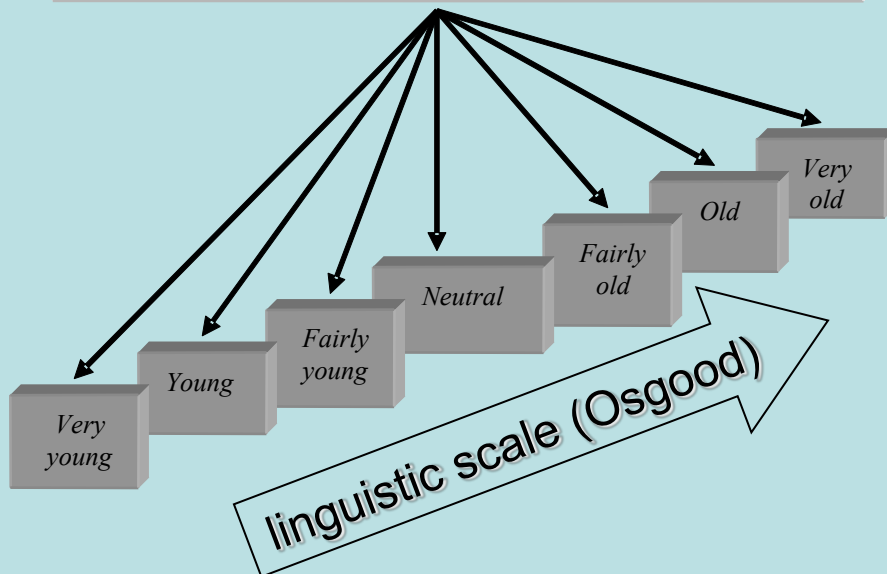 Very
young
Young
Fairly
young
Neutral
Fairly
old
Old
Very
old
linguistic scale (Osgood)